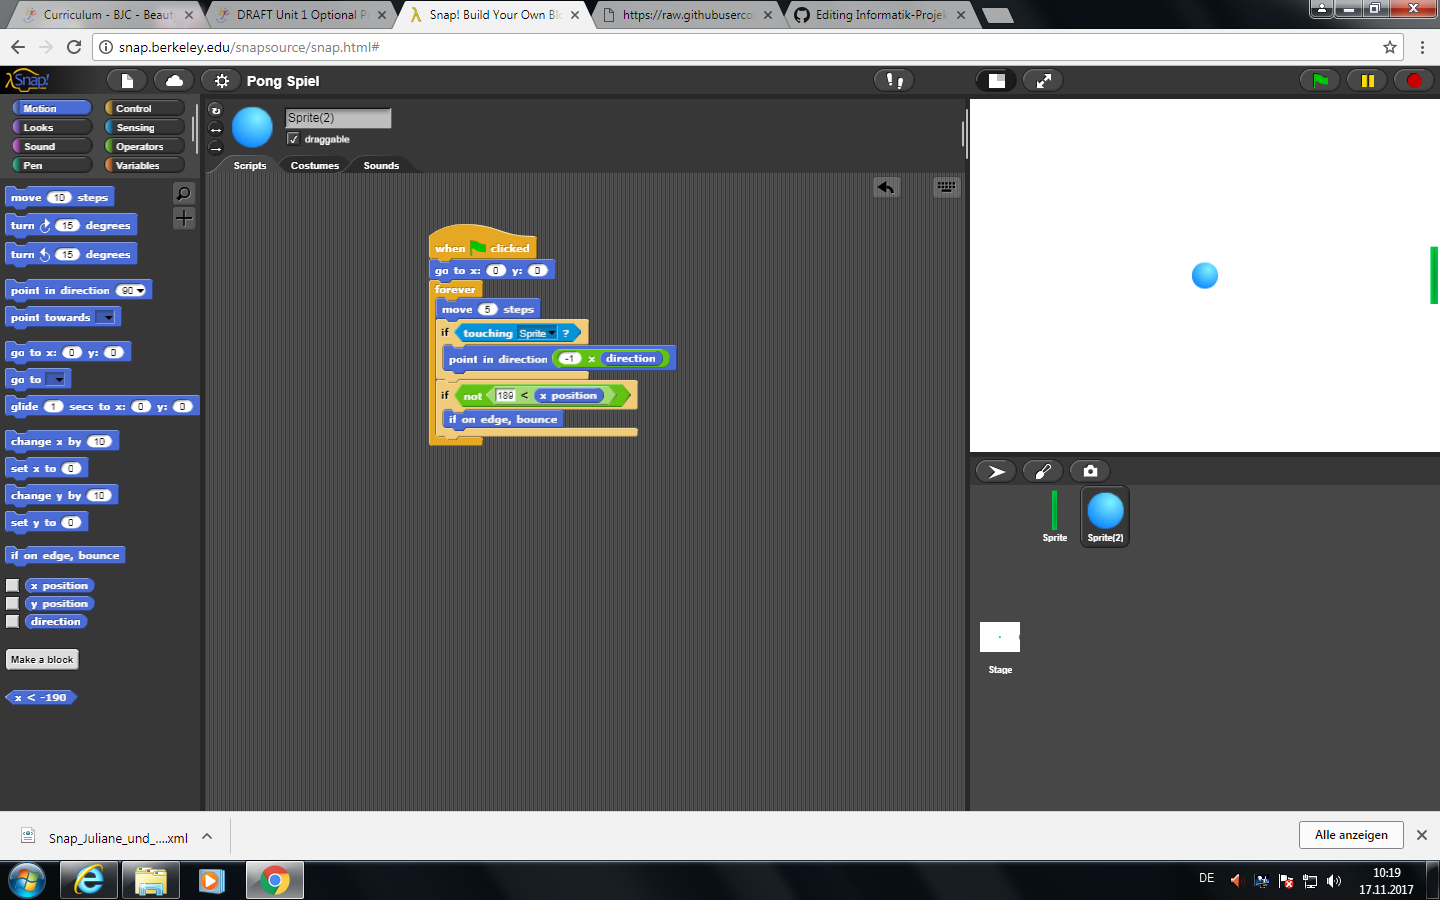 Curriculum - BJC - Beaut
DRAFT Unit 1 Optional P
Snap! Build Your Own Bl
https://raw.githubuserco
Editing Informatik-Projek
snap.berkeley.edu/snapsource/snap.html#
Snap!
Pong Spiel
Motion
Control
Looks
Sensing
Sound
Operators
Pen
Variables
Sprite(2)
draggable
Scripts
Costumes
Sounds
move 10 steps
turn 15 degrees
turn 15 degrees
point in direction 90
point towards
go to x: 0 y: 0
go to
glide 1 secs to x: 0 y: 0
change x by 10
set x to 0
change y by 10
set y to 0
if on edge, bounce
x position
y position
direction
Make a block
x < -190
when clicked
go to x: 0 y: 0
forever
move 5 steps
if touching Sprite ?
point in direction -1 × direction
if not 189 < x position
if on edge, bounce
Sprite
Sprite(2)
Stage
Snap_Juliane_und_....xml
Alle anzeigen
DE
10:19
17.11.2017